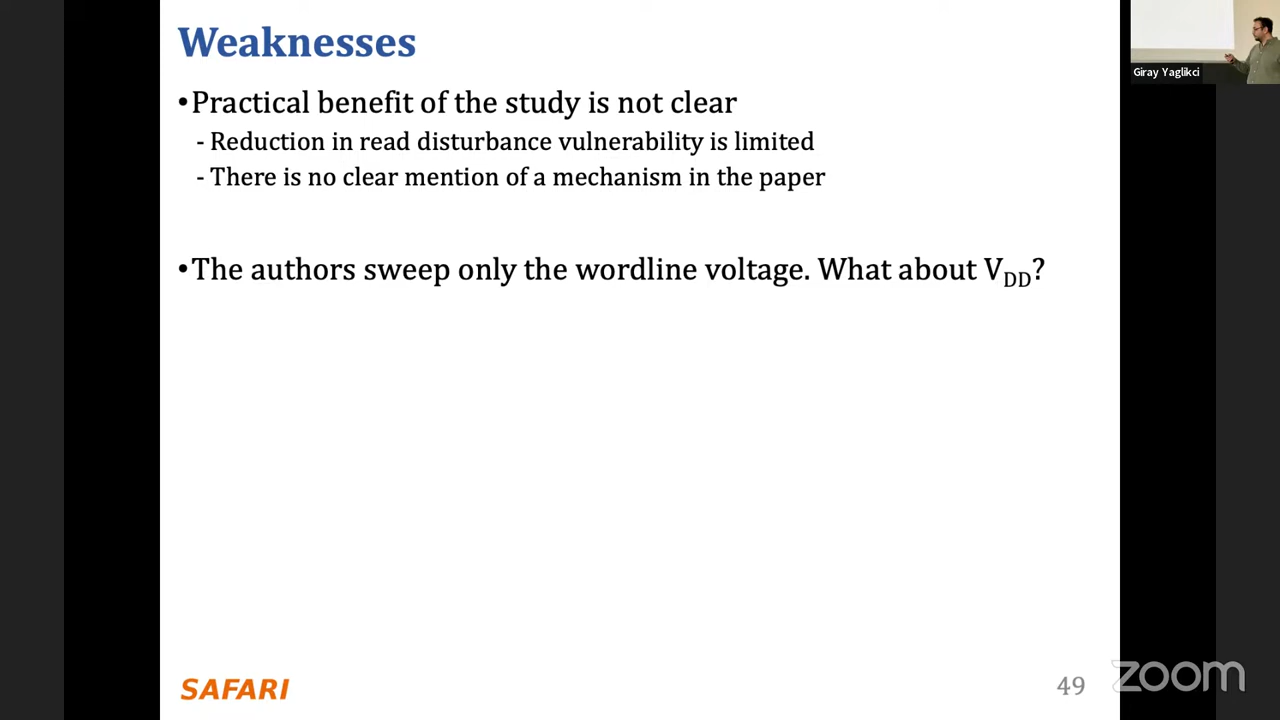 Weaknesses
•Practical benefit of the study is not clear
- Reduction in read disturbance vulnerability is limited
- There is no clear mention of a mechanism in the paper
•The authors sweep only the wordline voltage. What about VDD?
SAFARI
49
zoom
Giray Yaglikci